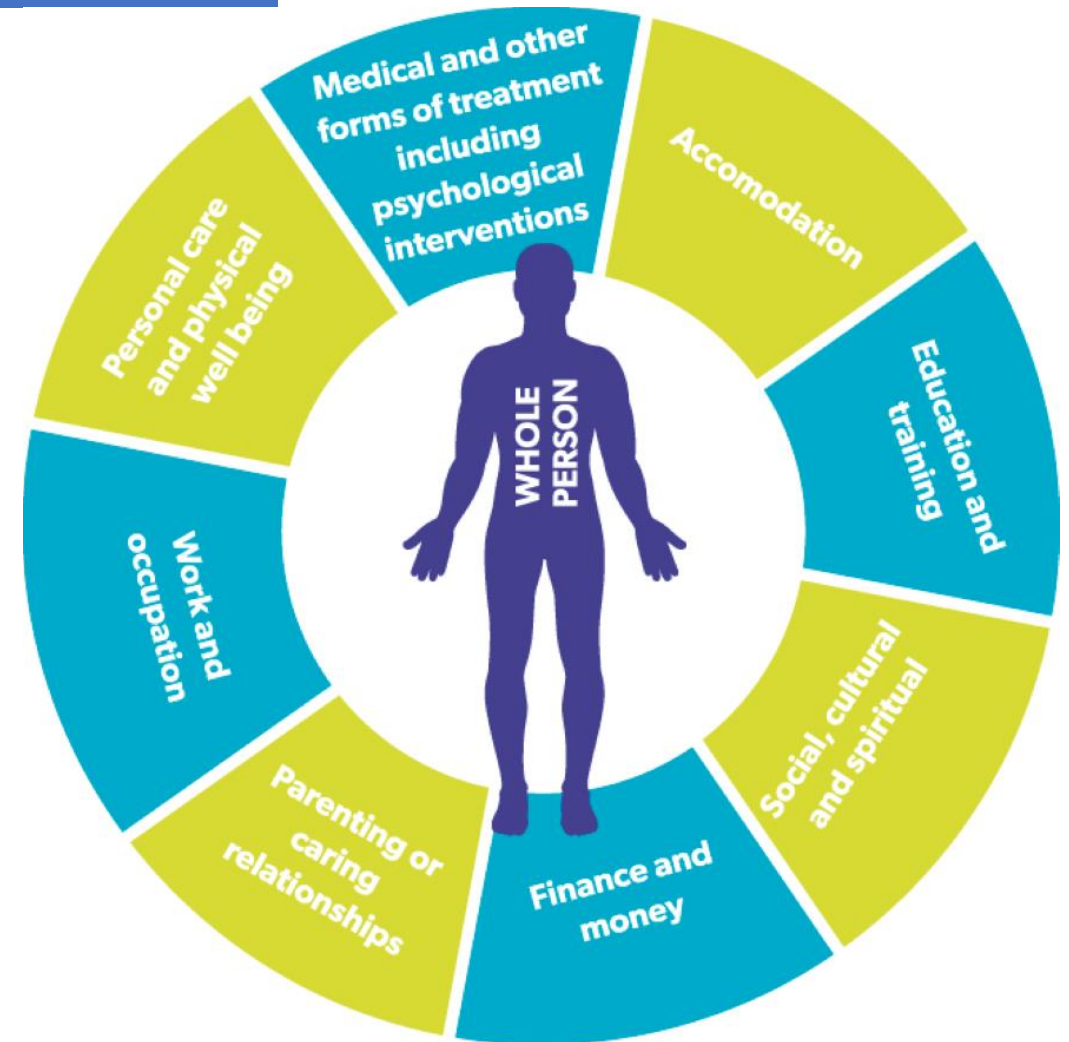 Medical and other
forms of treatment
including
psychological
interventions
Accomodation
Education and
training
Social, cultural
and spiritual
Finance and
money
Parenting or
caring
relationships
Work and
occupation
Personal care
and physical
well being
WHOLE
PERSON